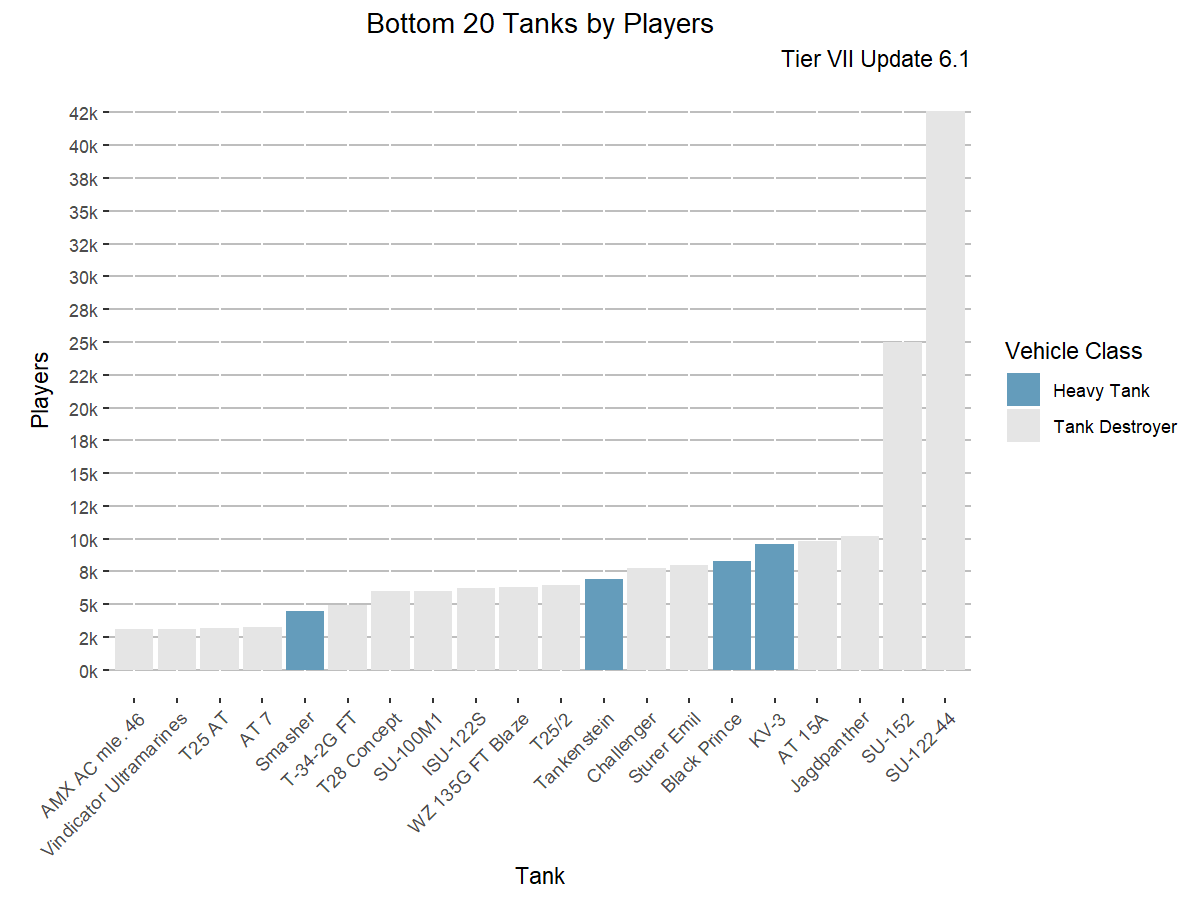 Bottom 20 Tanks by Players
Tier VII Update 6.1
42k
40k
38k
35k
32k
30k
28k
25k
22k
20k
18k
15k
12k
10k
8k
5k
2k
0k
Players
AMX AC mle. 46
Vindicator Ultramarines
T25 AT
AT 7
Smasher
T-34-2G FT
T28 Concept
SU-100M1
ISU-122S
WZ 135G FT Blaze
T25/2
Tankenstein
Challenger
Sturer Emil
Black Prince
KV-3
AT 15A
Jagdpanther
SU-152
SU-122-44
Tank
Vehicle Class
Heavy Tank
Tank Destroyer